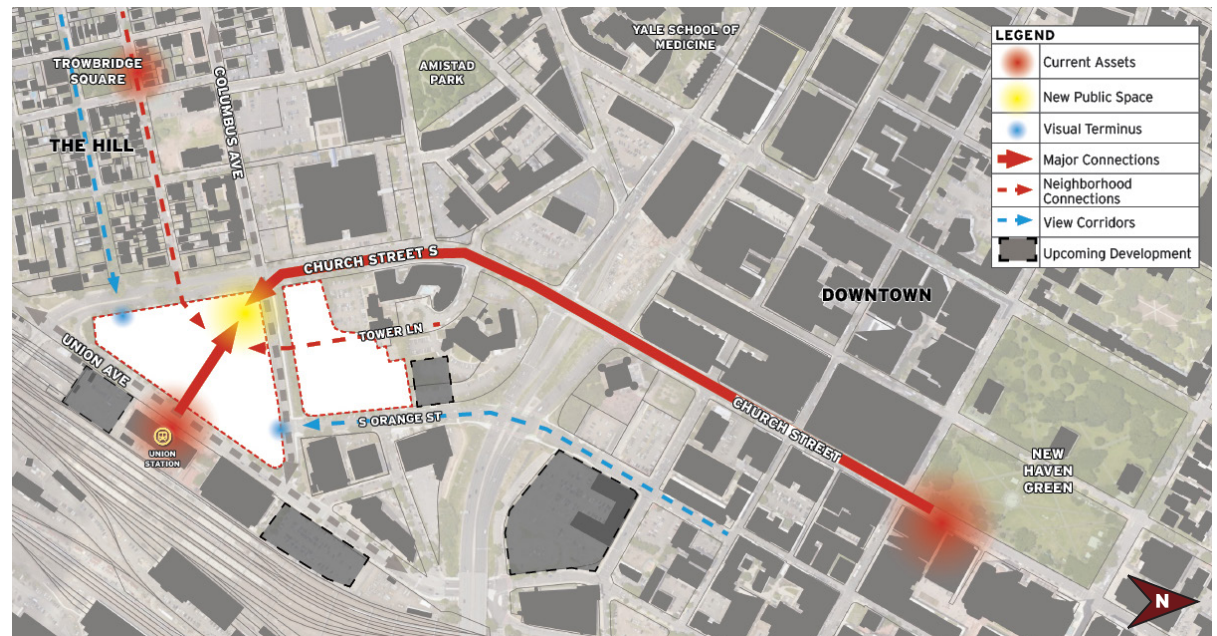 YALE SCHOOL OF
MEDICINE
TROWBRIDGE
SQUARE
AMISTAD
PARK
COLUMBUS AVE
THE HILL
CHURCH STREET S
DOWNTOWN
TOWER LN
UNION AVE
S ORANGE ST
CHURCH STREET
UNION
STATION
NEW
HAVEN
GREEN
LEGEND
Current Assets
New Public Space
Visual Terminus
Major Connections
Neighborhood
Connections
View Corridors
Upcoming Development
N